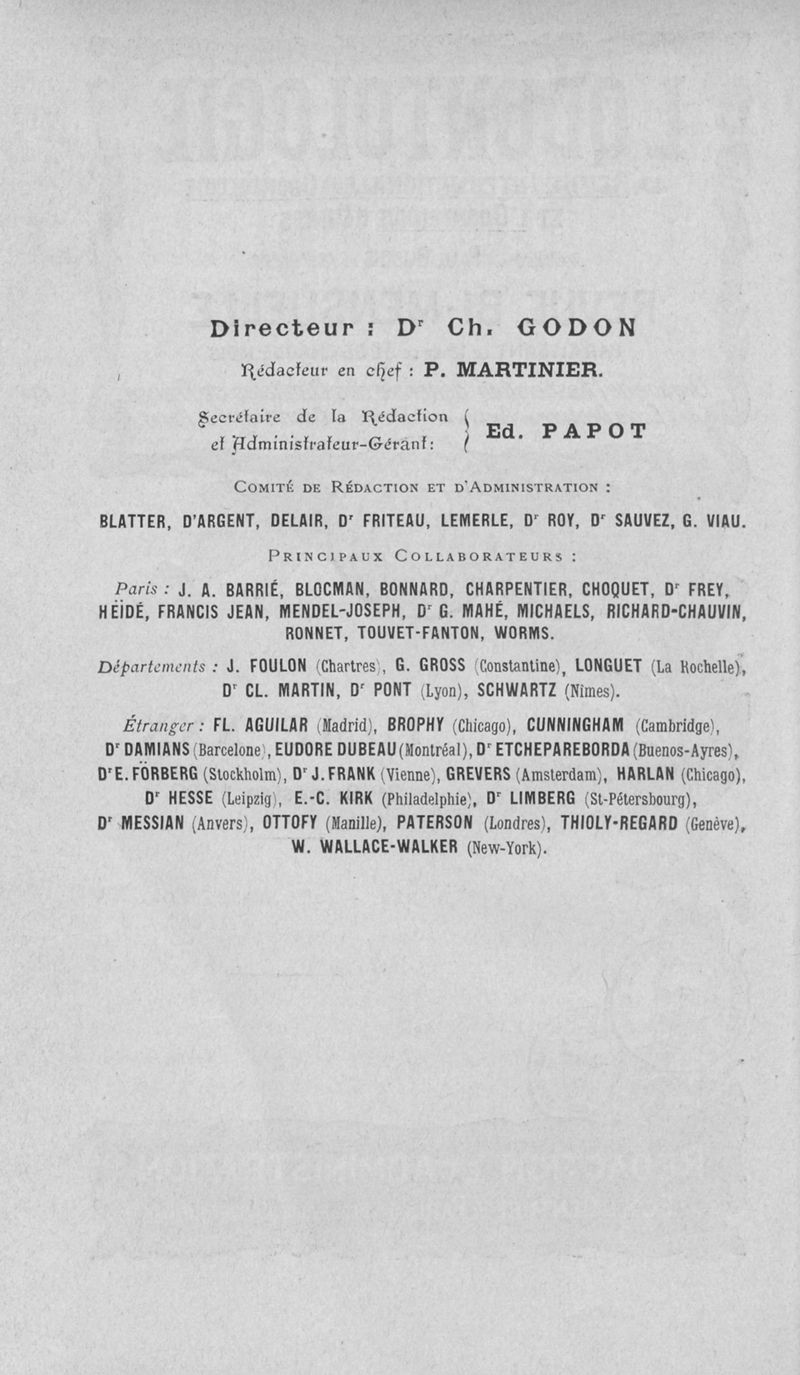 Directeur : Dr Ch. GODON
Rédacteur en chef : P. MARTINIER.
Secrétaire de la Rédaction
et Administrateur-Gérant : } Ed. PAPOT
COMITÉ DE RÉDACTION ET D'ADMINISTRATION :
BLATTER, D'ARGENT, DELAIR, Dr FRITEAU, LEMERLE, Dr ROY, Dr SAUVEZ, G. VIAU.
PRINCIPAUX COLLABORATEURS :
Paris : J. A. BARRIÉ, BLOCMAN, BONNARD, CHARPENTIER, CHOQUET, Dr FREY,
HÉÏDÉ, FRANCIS JEAN, MENDEL-JOSEPH, Dr G. MAHÉ, MICHAELS, RICHARD-CHAUVIN,
RONNET, TOUVET-FANTON, WORMS.
Départements : J. FOULON (Chartres), G. GROSS (Constantine), LONGUET (La Rochelle),
Dr CL. MARTIN, Dr PONT (Lyon), SCHWARTZ (Nîmes).
Étranger : FL. AGUILAR (Madrid), BROPHY (Chicago), CUNNINGHAM (Cambridge),
Dr DAMIANS (Barcelone), EUDORE DUBEAU (Montréal), Dr ETCHEPAREBORDA (Buenos-Ayres),
Dr E. FÖRBERG (Stockholm), Dr J. FRANK (Vienne), GREVERS (Amsterdam), HARLAN (Chicago),
Dr HESSE (Leipzig), E.-C. KIRK (Philadelphie), Dr LIMBERG (St-Pétersbourg),
Dr MESSIAN (Anvers), OTTOFY (Manille), PATERSON (Londres), THIOLY-REGARD (Genève),
W. WALLACE-WALKER (New-York).